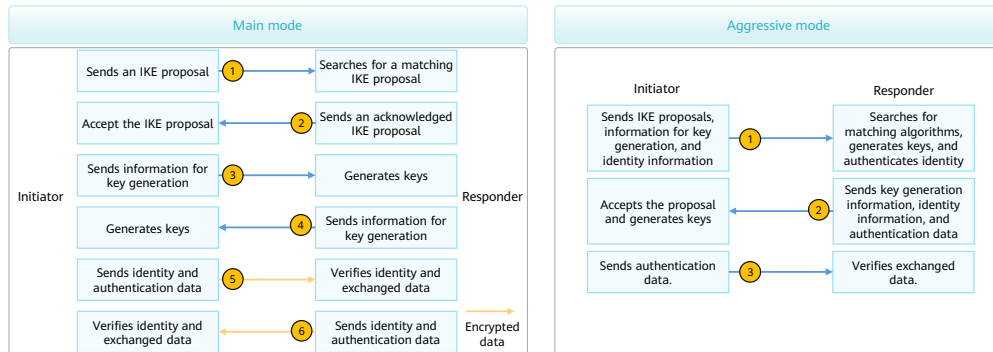 Main mode
Sends an IKE proposal
1
Searches for a matching
IKE proposal
Accept the IKE proposal
2
Sends an acknowledged
IKE proposal
Sends information for
key generation
3
Generates keys
Initiator
Responder
Generates keys
4
Sends information for
key generation
Sends identity and
authentication data
5
Verifies identity and
exchanged data
Verifies identity and
exchanged data
6
Sends identity and
authentication data
Encrypted
data
Aggressive mode
Initiator
Responder
Sends IKE proposals,
information for key
generation, and
identity information
1
Searches for
matching algorithms,
generates keys, and
authenticates identity
Accepts the proposal
and generates keys
2
Sends key generation
information, identity
information, and
authentication data
Sends authentication
data.
3
Verifies exchanged
data.